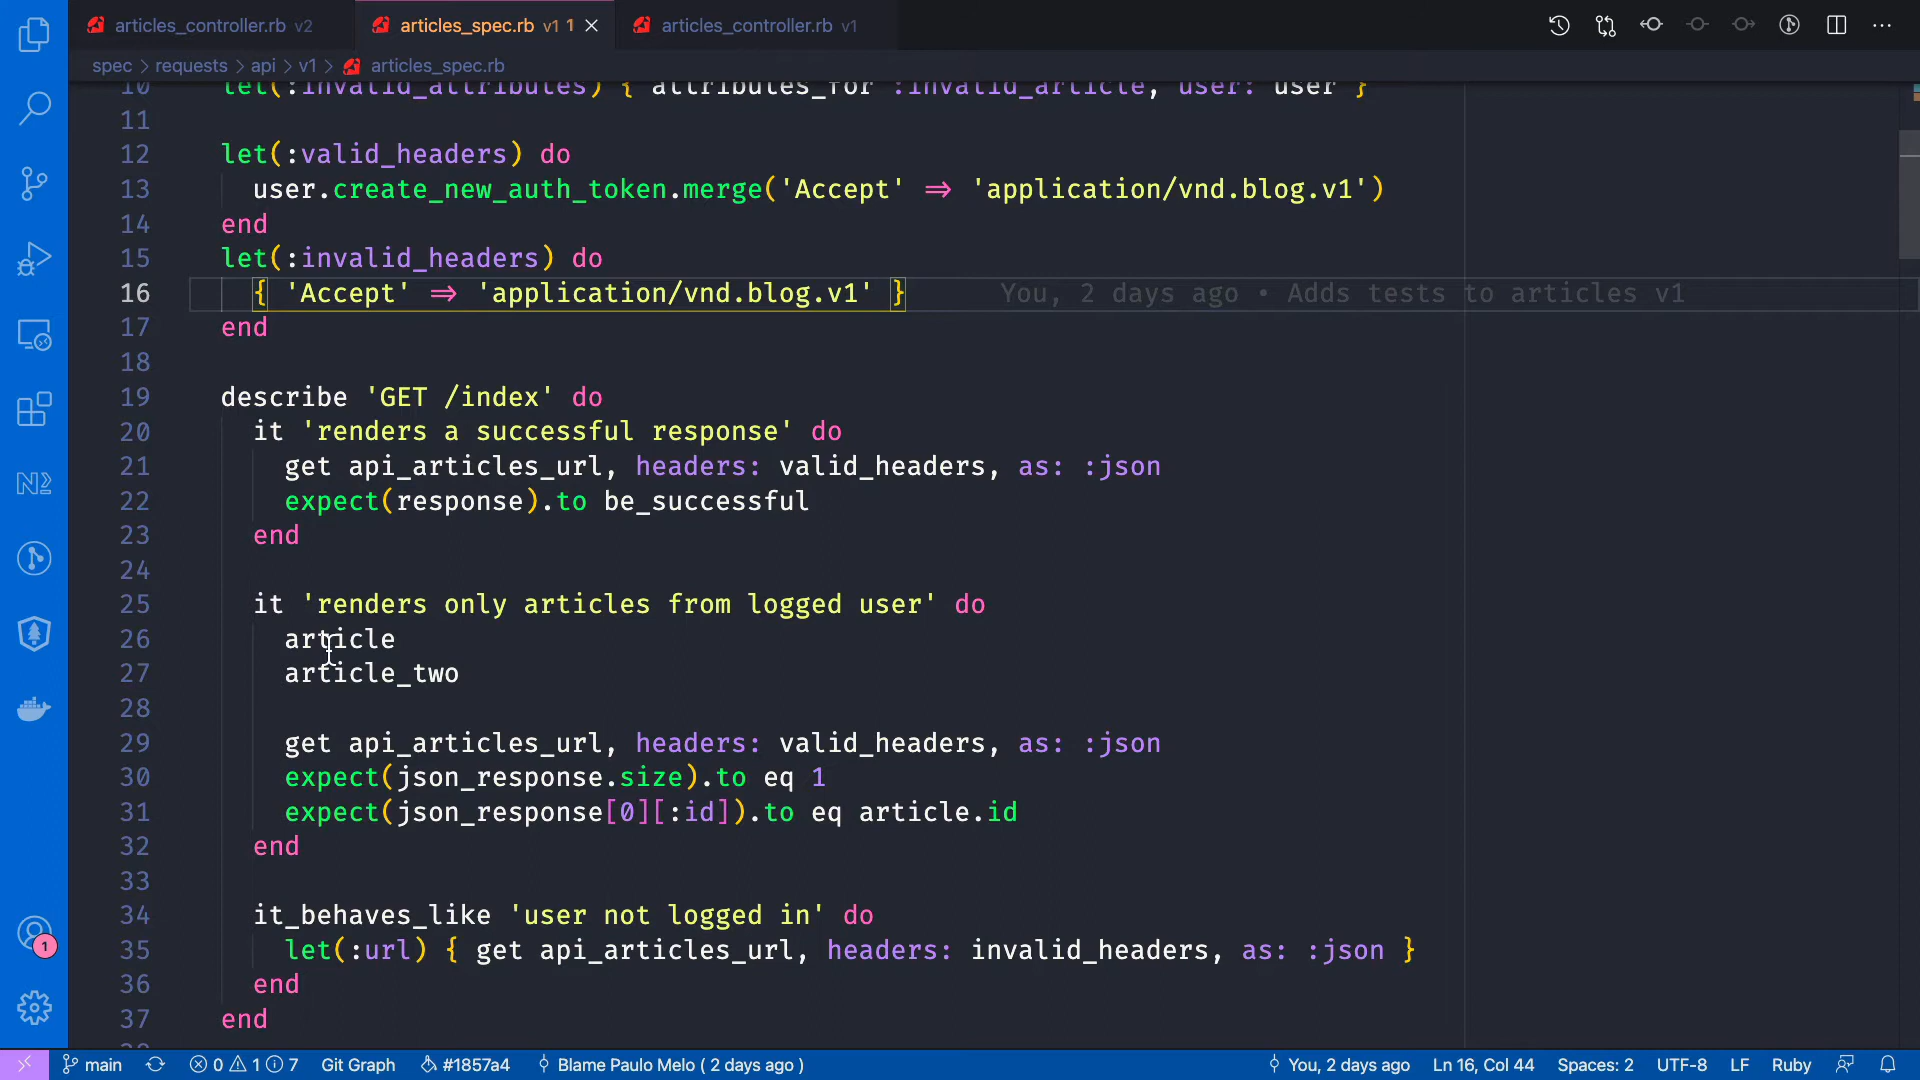 articles_controller.rb v2
articles_spec.rb v1 1
articles_controller.rb v1
spec > requests > api > v1 > articles_spec.rb
10 let(:invalid_attributes) { attributes_for :invalid_article, user: user }
11
12 let(:valid_headers) do
13 user.create_new_auth_token.merge('Accept' => 'application/vnd.blog.v1')
14 end
15 let(:invalid_headers) do
16 { 'Accept' => 'application/vnd.blog.v1' } You, 2 days ago • Adds tests to articles v1
17 end
18
19 describe 'GET /index' do
20 it 'renders a successful response' do
21 get api_articles_url, headers: valid_headers, as: :json
22 expect(response).to be_successful
23 end
24
25 it 'renders only articles from logged user' do
26 article
27 article_two
28
29 get api_articles_url, headers: valid_headers, as: :json
30 expect(json_response.size).to eq 1
31 expect(json_response[0][:id]).to eq article.id
32 end
33
34 it_behaves_like 'user not logged in' do
35 let(:url) { get api_articles_url, headers: invalid_headers, as: :json }
36 end
37 end
1
main 0 1 7 Git Graph #1857a4 Blame Paulo Melo ( 2 days ago ) You, 2 days ago Ln 16, Col 44 Spaces: 2 UTF-8 LF Ruby